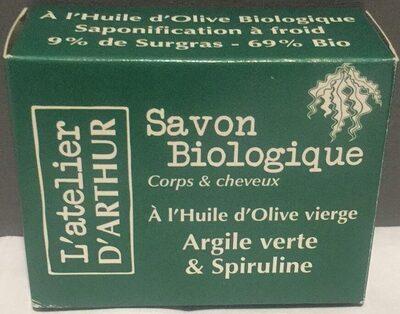 À l'Huile d'Olive Biologique
Saponification à froid
9% de Surgras - 69% Bio
L'atelier
D'ARTHUR
Savon
Biologique
Corps & cheveux
À l'Huile d'Olive vierge
Argile verte
& Spiruline